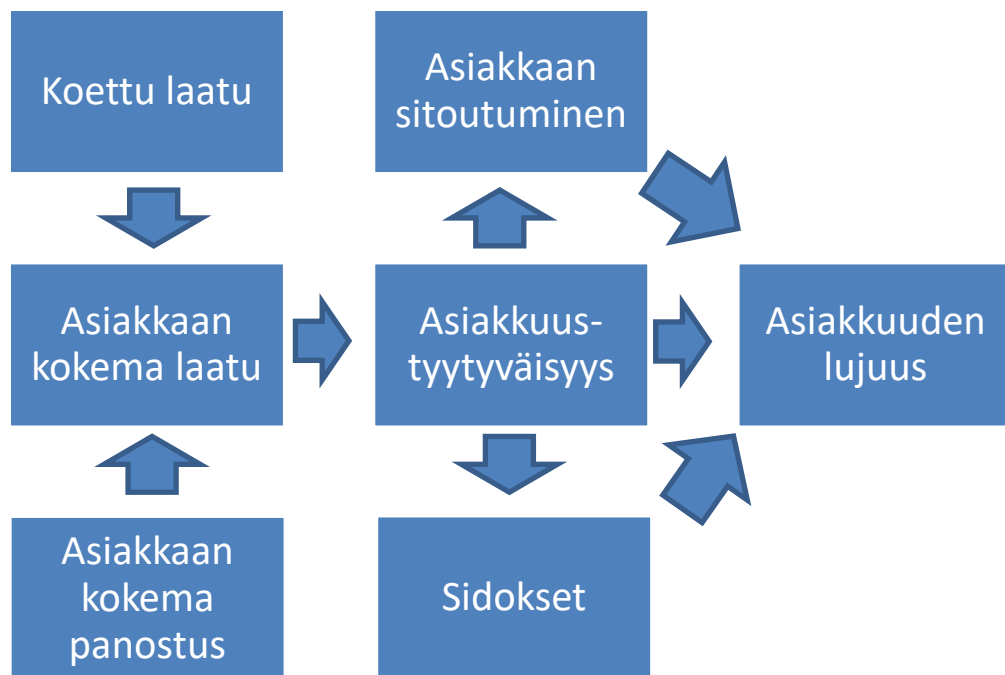 Koettu laatu
Asiakkaan
sitoutuminen
Asiakkaan
kokema laatu
Asiakkuus-
tyytyväisyys
Asiakkuuden
lujuus
Asiakkaan
kokema
panostus
Sidokset